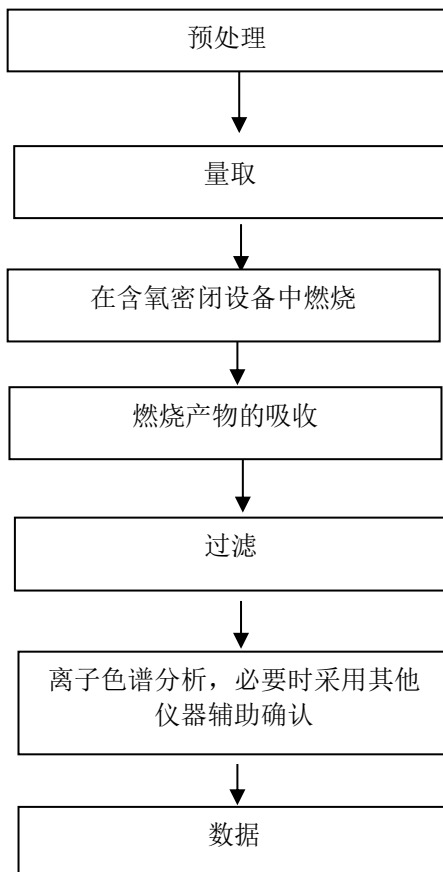 预处理
量取
在含氧密闭设备中燃烧
燃烧产物的吸收
过滤
离子色谱分析，必要时采用其他
仪器辅助确认
数据